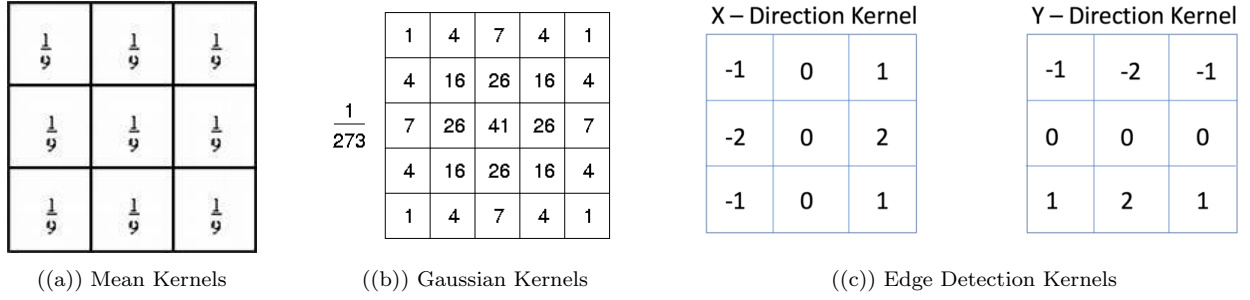 1/9 1/9 1/9
1/9 1/9 1/9
1/9 1/9 1/9
((a)) Mean Kernels
1/273
1 4 7 4 1
4 16 26 16 4
7 26 41 26 7
4 16 26 16 4
1 4 7 4 1
((b)) Gaussian Kernels
X – Direction Kernel
-1 0 1
-2 0 2
-1 0 1
Y – Direction Kernel
-1 -2 -1
0 0 0
1 2 1
((c)) Edge Detection Kernels